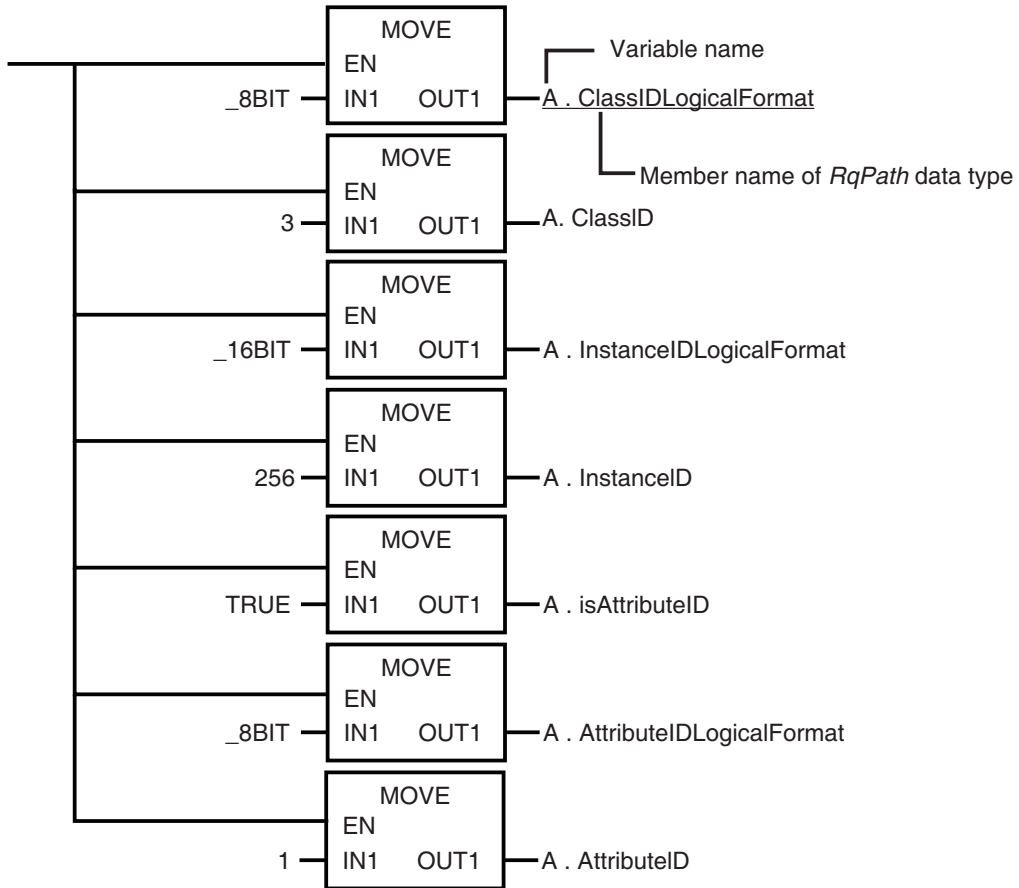 MOVE
Variable name
EN
_8BIT IN1 OUT1 A . ClassIDLogicalFormat
MOVE
Member name of RqPath data type
EN
3 IN1 OUT1 A. ClassID
MOVE
EN
_16BIT IN1 OUT1 A . InstanceIDLogicalFormat
MOVE
EN
256 IN1 OUT1 A . InstanceID
MOVE
EN
TRUE IN1 OUT1 A . isAttributeID
MOVE
EN
_8BIT IN1 OUT1 A . AttributeIDLogicalFormat
MOVE
EN
1 IN1 OUT1 A . AttributeID